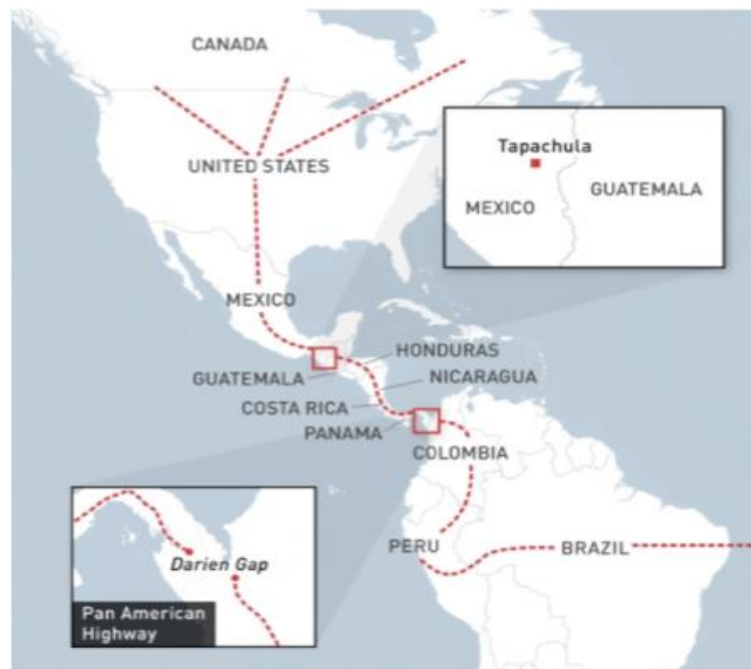 CANADA
UNITED STATES
Tapachula
GUATEMALA
MEXICO
MEXICO
HONDURAS
GUATEMALA
NICARAGUA
COSTA RICA
PANAMA
COLOMBIA
PERU
BRAZIL
Darien Gap
Pan American
Highway